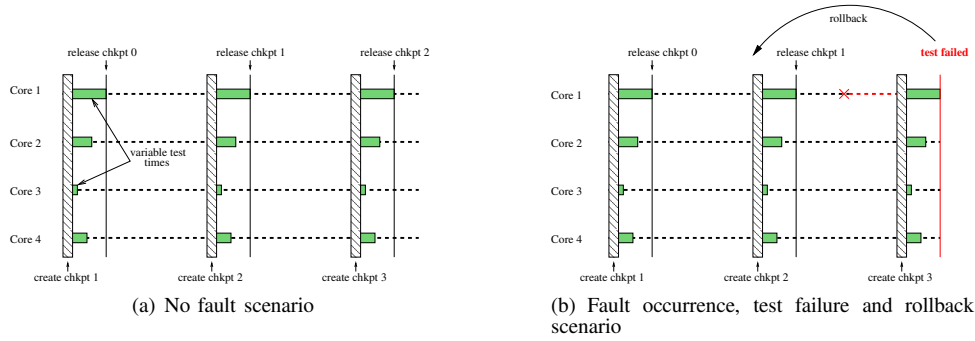 release chkpt 0
release chkpt 1
release chkpt 2
Core 1
Core 2
variable test
times
Core 3
Core 4
create chkpt 1
create chkpt 2
create chkpt 3
(a) No fault scenario
rollback
release chkpt 0
release chkpt 1
test failed
Core 1
Core 2
Core 3
Core 4
create chkpt 1
create chkpt 2
create chkpt 3
(b) Fault occurrence, test failure and rollback
scenario